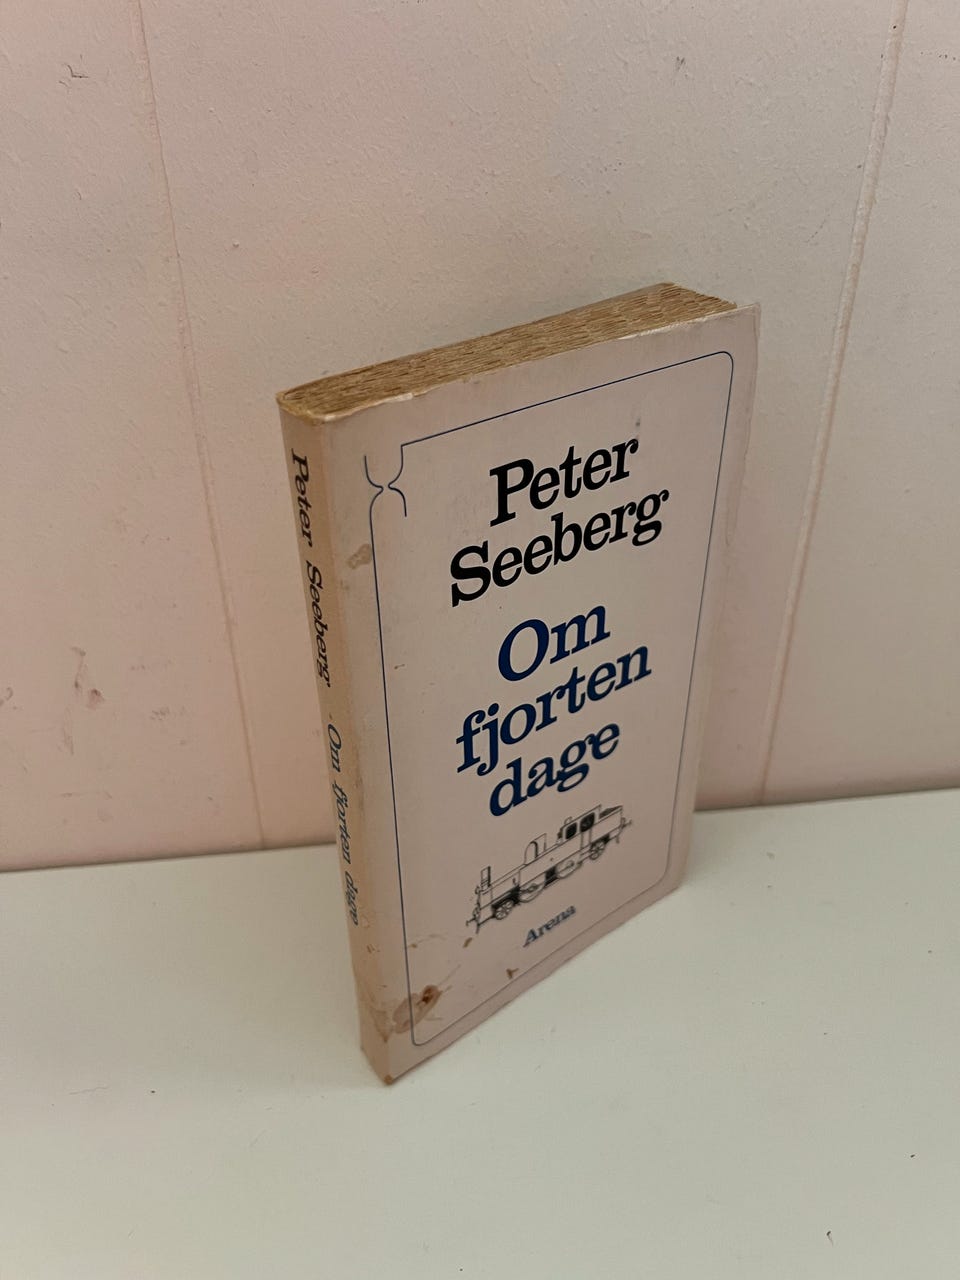 Peter Seeberg · Om fjorten dage
Peter
Seeberg
Om
fjorten
dage
Arena